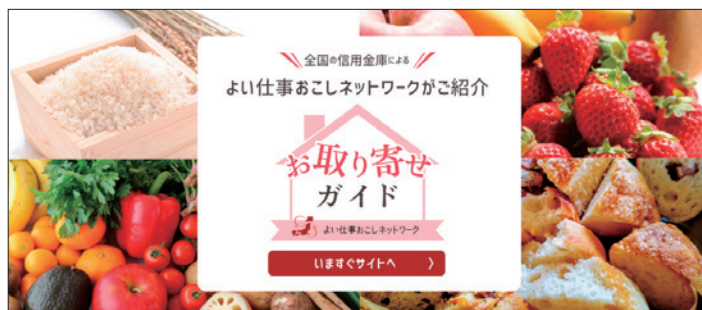 全国の信用金庫による
よい仕事おこしネットワークがご紹介
お取り寄せ
ガイド
よい仕事おこしネットワーク
いますぐサイトへ 〉